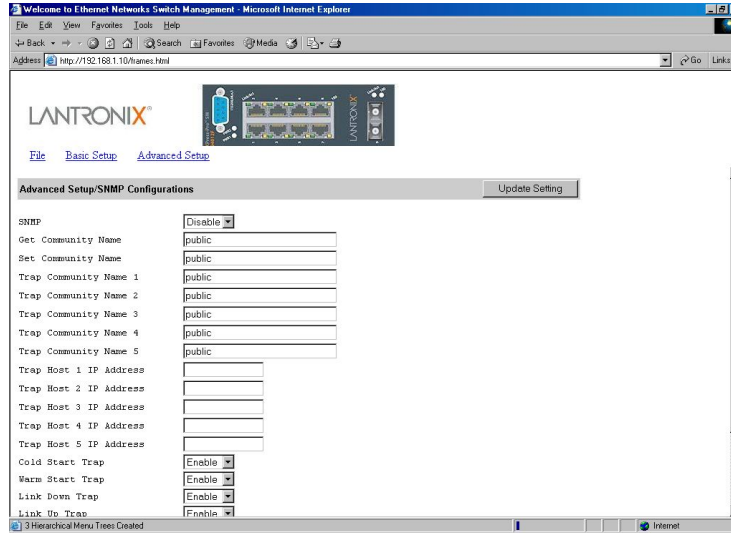 Welcome to Ethernet Networks Switch Management - Microsoft Internet Explorer
File Edit View Favorites Tools Help
Back Search Favorites Media
Address http://192.168.1.10/frames.html Go Links
LANTRONIX®
LANTRONIX
File Basic Setup Advanced Setup
Advanced Setup/SNMP Configurations Update Setting
SNMP Disable
Get Community Name public
Set Community Name public
Trap Community Name 1 public
Trap Community Name 2 public
Trap Community Name 3 public
Trap Community Name 4 public
Trap Community Name 5 public
Trap Host 1 IP Address
Trap Host 2 IP Address
Trap Host 3 IP Address
Trap Host 4 IP Address
Trap Host 5 IP Address
Cold Start Trap Enable
Warm Start Trap Enable
Link Down Trap Enable
Link Up Trap Enable
3 Hierarchical Menu Trees Created Internet